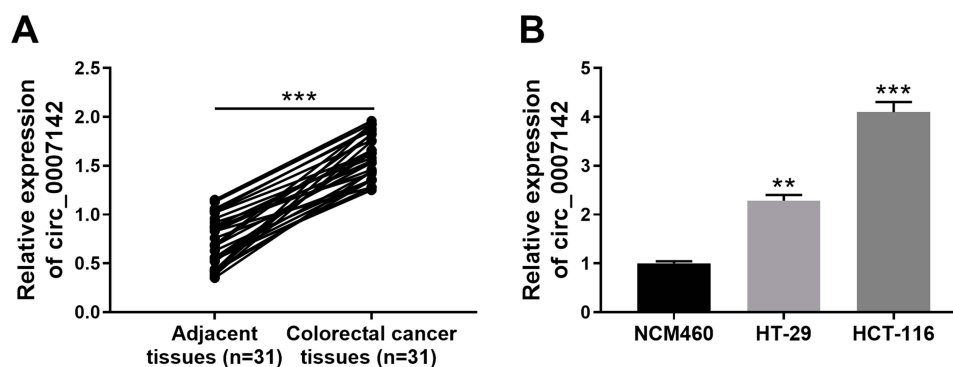 A
Relative expression
of circ_0007142
2.5
2.0
1.5
1.0
0.5
0.0
***
Adjacent
tissues (n=31)
Colorectal cancer
tissues (n=31)
B
Relative expression
of circ_0007142
5
4
3
2
1
0
**
***
NCM460
HT-29
HCT-116